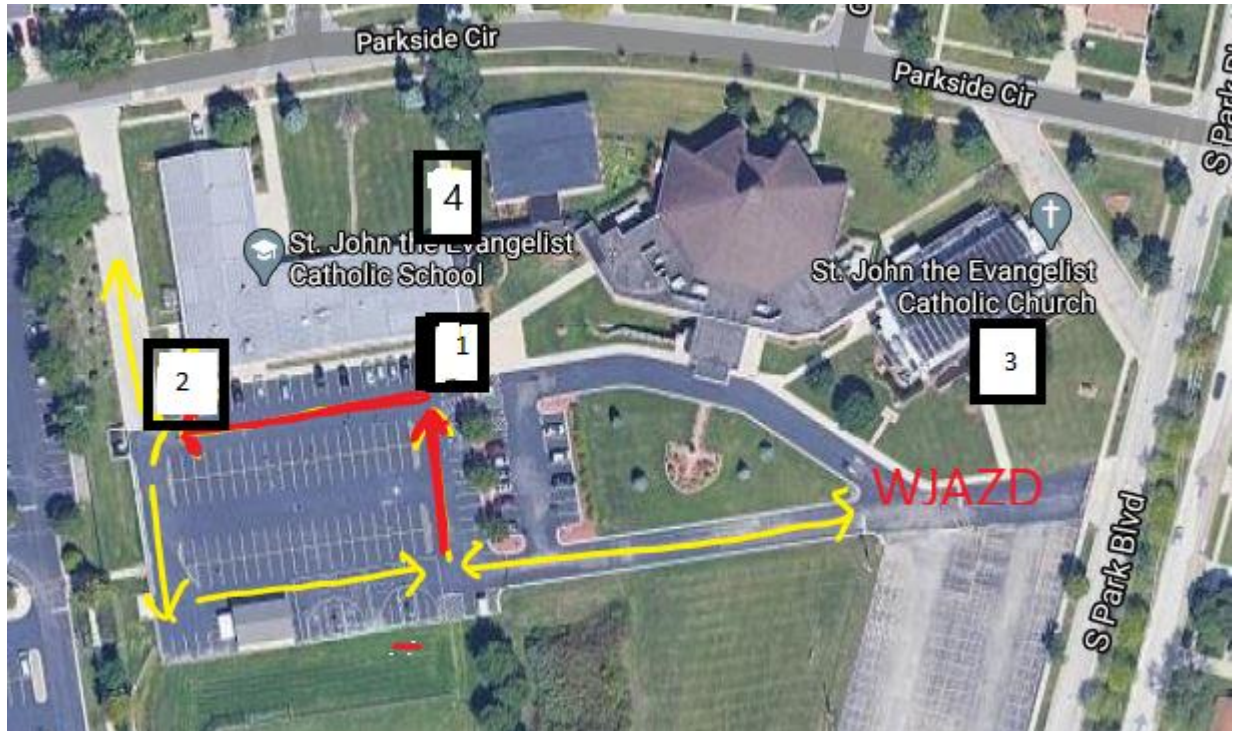 Parkside Cir
Parkside Cir
S Park
4
St. John the Evangelist
Catholic School
St. John the Evangelist
Catholic Church
1
2
3
WJAZD
S Park Blvd